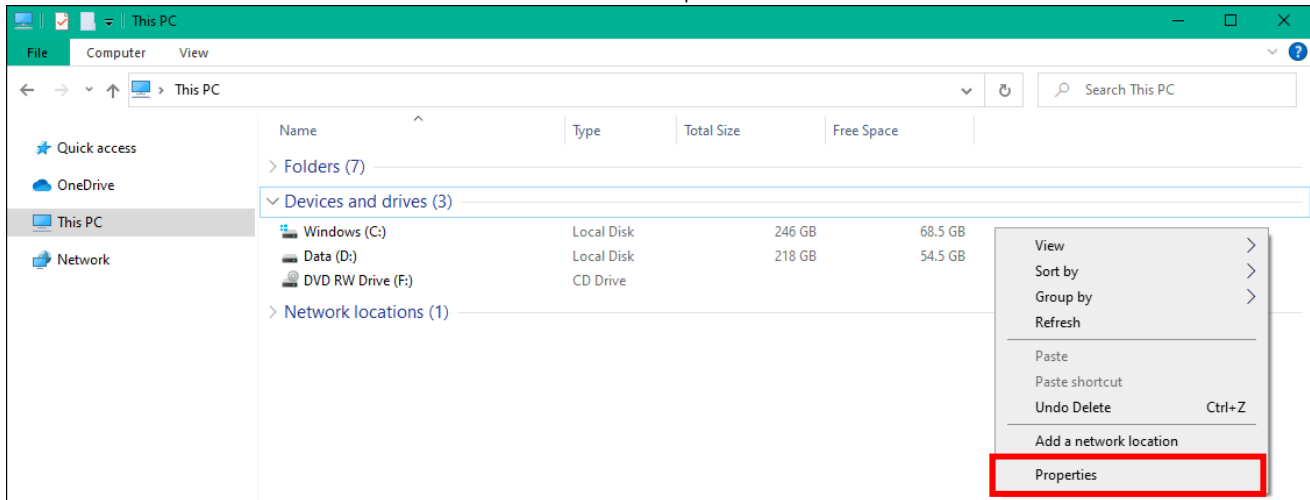 This PC
File Computer View
This PC Search This PC
Name Type Total Size Free Space
Quick access
OneDrive
This PC
Network
Folders (7)
Devices and drives (3)
Windows (C:) Local Disk 246 GB 68.5 GB
Data (D:) Local Disk 218 GB 54.5 GB
DVD RW Drive (F:) CD Drive
Network locations (1)
View
Sort by
Group by
Refresh
Paste
Paste shortcut
Undo Delete Ctrl+Z
Add a network location
Properties